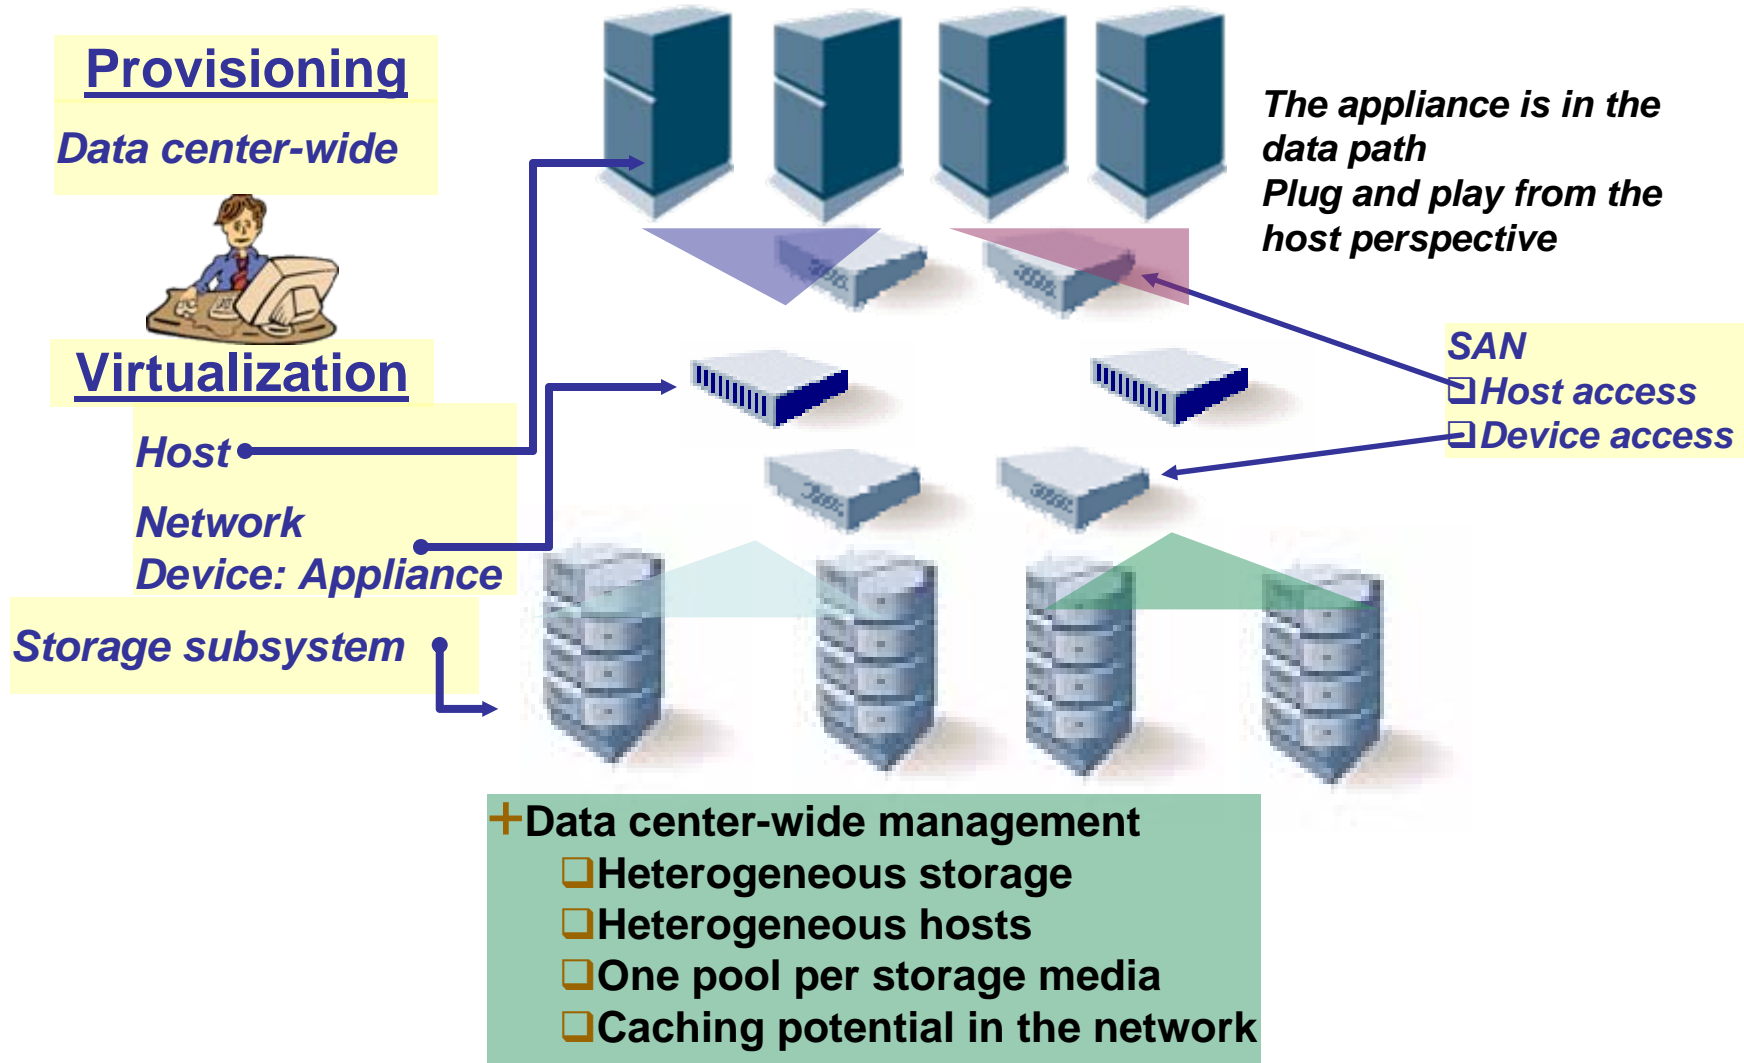 Provisioning
Data center-wide
The appliance is in the
data path
Plug and play from the
host perspective
Virtualization
Host
Network
Device: Appliance
Storage subsystem
SAN
❑Host access
❑Device access
+Data center-wide management
❑Heterogeneous storage
❑Heterogeneous hosts
❑One pool per storage media
❑Caching potential in the network